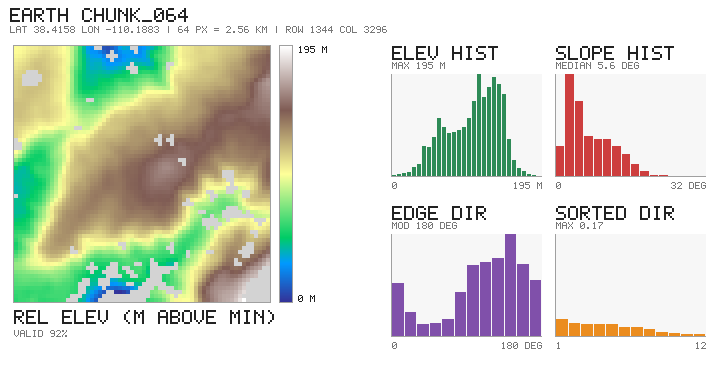 EARTH CHUNK_064
LAT 38.4158 LON -110.1883 | 64 PX = 2.56 KM | ROW 1344 COL 3296
195 M
0 M
REL ELEV (M ABOVE MIN)
VALID 92%
ELEV HIST
MAX 195 M
0 195 M
SLOPE HIST
MEDIAN 5.6 DEG
0 32 DEG
EDGE DIR
MOD 180 DEG
0 180 DEG
SORTED DIR
MAX 0.17
1 12